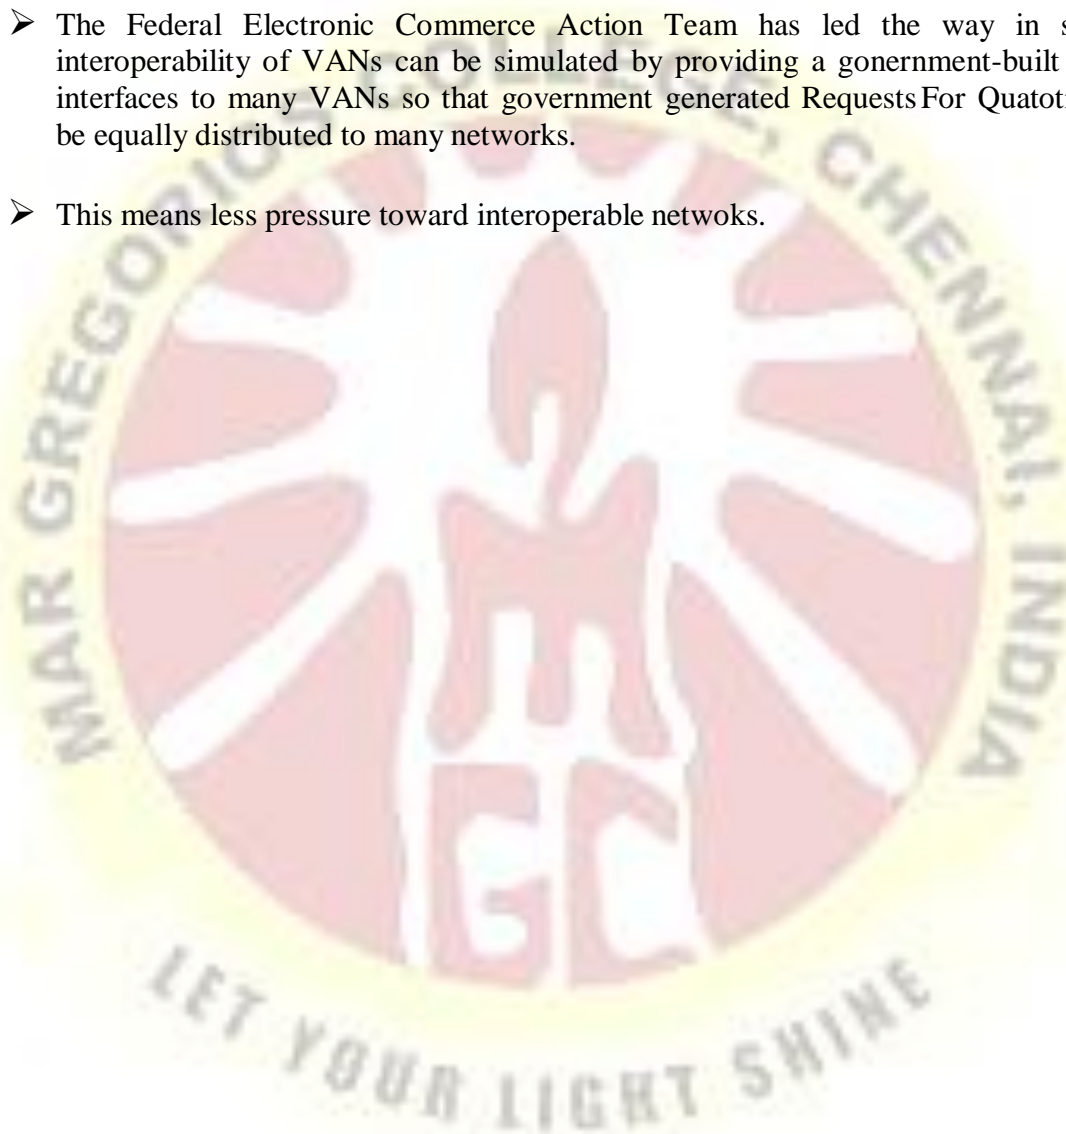 ➢ The Federal Electronic Commerce Action Team has led the way in s
interoperability of VANs can be simulated by providing a gonernment-built
interfaces to many VANs so that government generated Requests For Quatot
be equally distributed to many networks.
➢ This means less pressure toward interoperable netwoks.
MAR GREGORIOS COLLEGE, CHENNAI, INDIA
GC
LET YOUR LIGHT SHINE